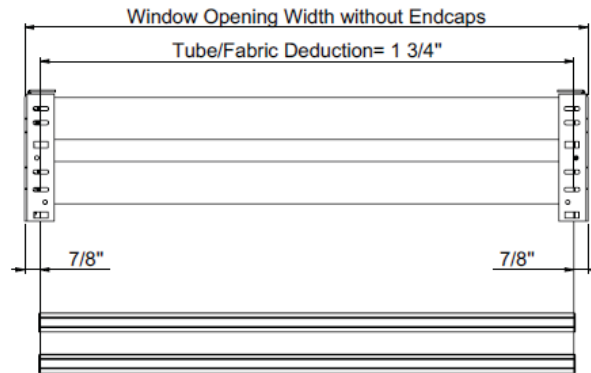 Window Opening Width without Endcaps
Tube/Fabric Deduction= 1 3/4"
7/8"
7/8"